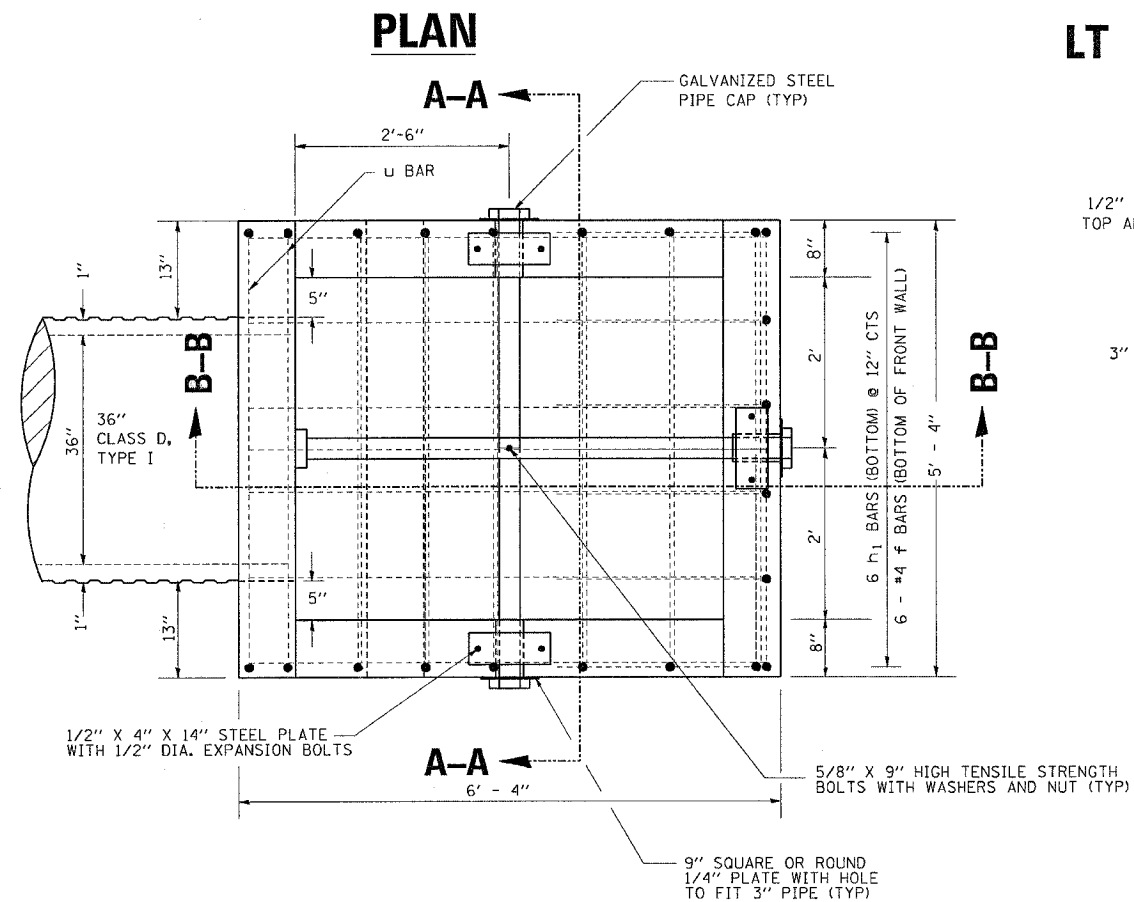 PLAN
LT
A–A
GALVANIZED STEEL
PIPE CAP (TYP)
2'-6"
u BAR
1/2"
TOP A
1"
13"
8"
5"
3"
B–B
B–B
36"
36"
CLASS D,
TYPE I
2'
2'
6 h1 BARS (BOTTOM) @ 12" CTS
6 - #4 f BARS (BOTTOM OF FRONT WALL)
5' - 4"
5"
1"
13"
8"
1/2" X 4" X 14" STEEL PLATE
WITH 1/2" DIA. EXPANSION BOLTS
A–A
6' - 4"
5/8" X 9" HIGH TENSILE STRENGTH
BOLTS WITH WASHERS AND NUT (TYP)
9" SQUARE OR ROUND
1/4" PLATE WITH HOLE
TO FIT 3" PIPE (TYP)